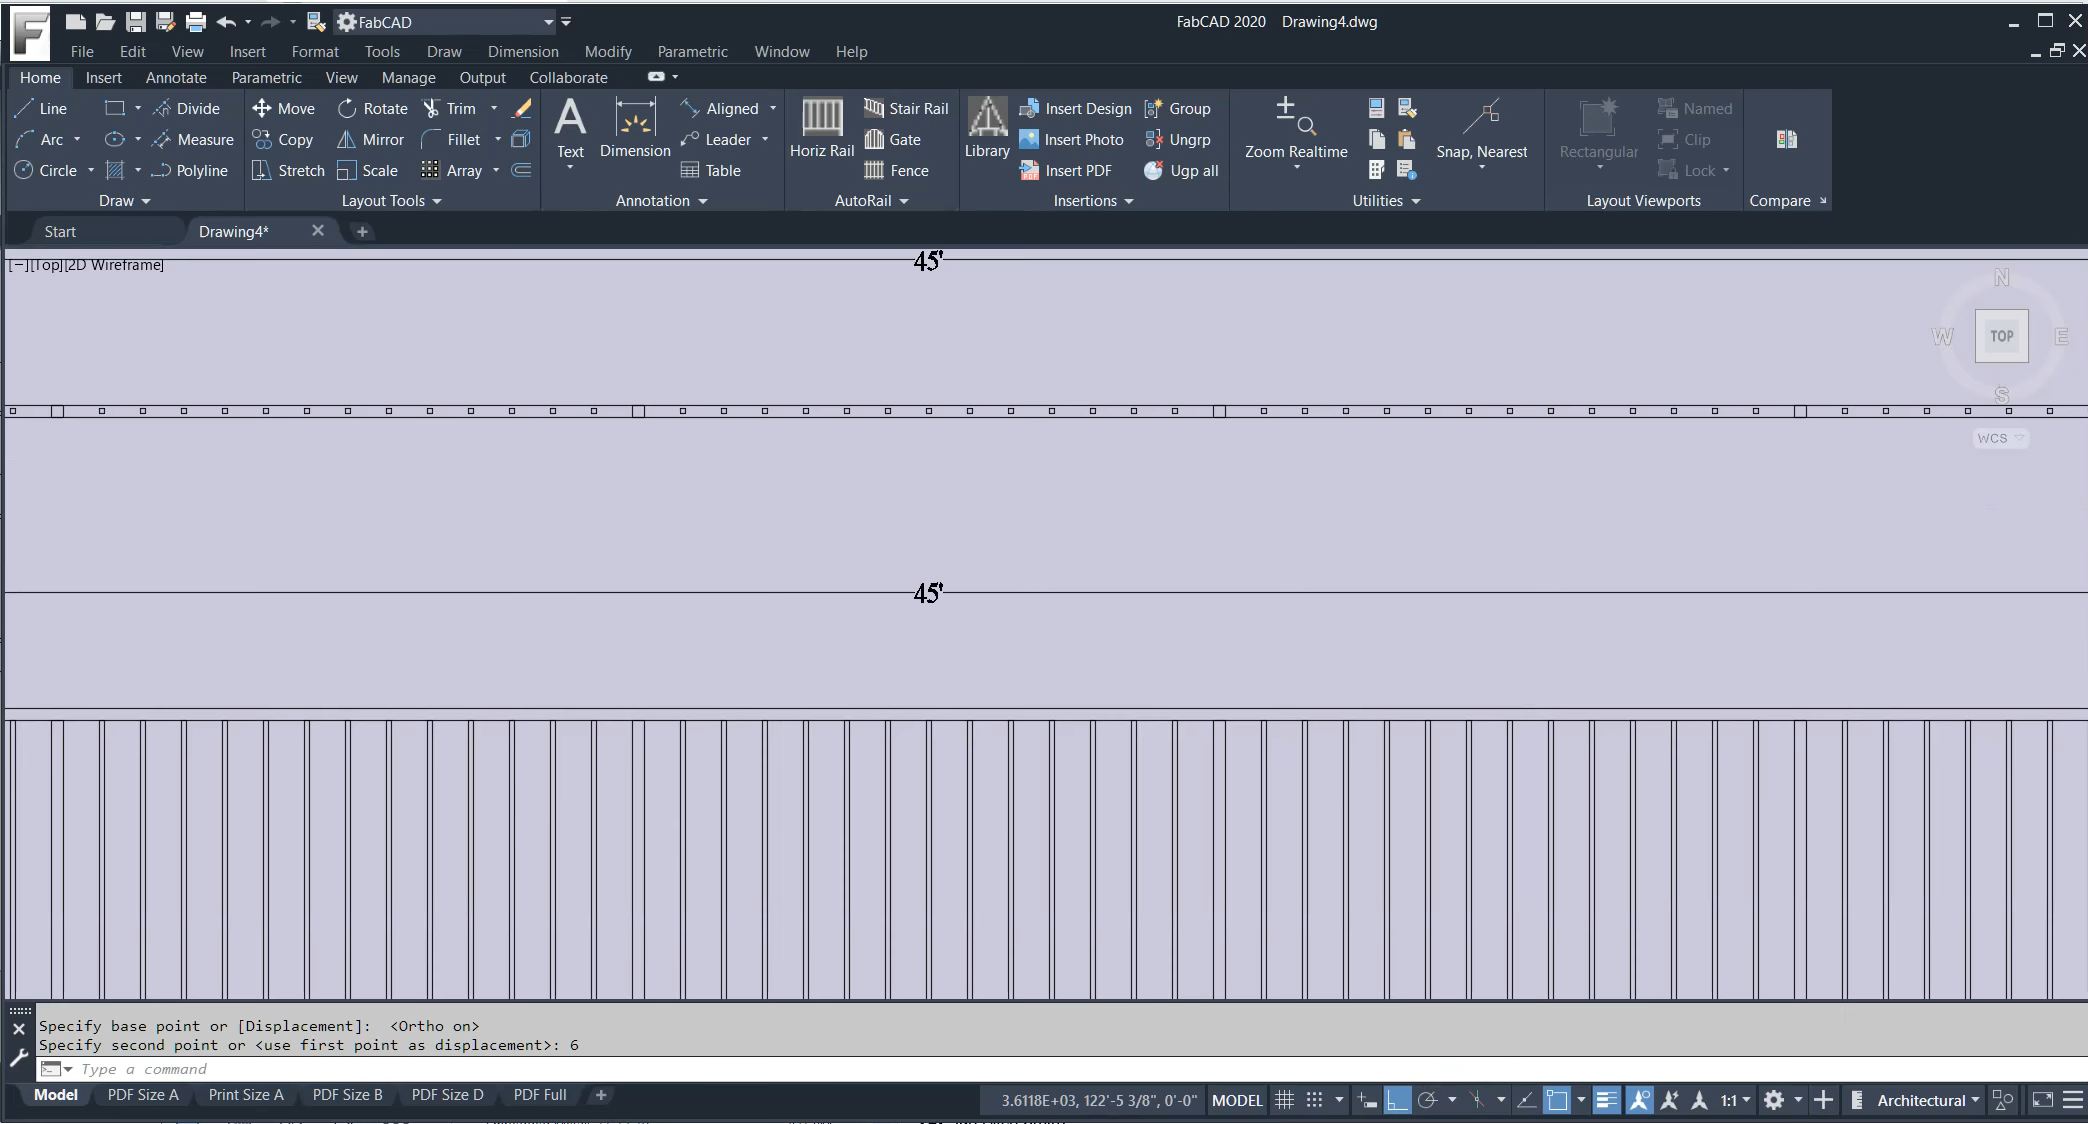 FabCAD
FabCAD 2020 Drawing4.dwg
File Edit View Insert Format Tools Draw Dimension Modify Parametric Window Help
Home Insert Annotate Parametric View Manage Output Collaborate
Line Divide Move Rotate Trim Aligned Stair Rail Insert Design Group Named
Arc Measure Copy Mirror Fillet Text Dimension Leader Horiz Rail Gate Library Insert Photo Ungrp Zoom Realtime Snap, Nearest Rectangular Clip
Circle Polyline Stretch Scale Array Table Fence Insert PDF Ugp all Lock
Draw Layout Tools Annotation AutoRail Insertions Utilities Layout Viewports Compare
Start Drawing4*
[−][Top][2D Wireframe]
45'
N
W TOP E
S
WCS
45'
Specify base point or [Displacement]: <Ortho on>
Specify second point or <use first point as displacement>: 6
Type a command
Model PDF Size A Print Size A PDF Size B PDF Size D PDF Full
3.6118E+03, 122'-5 3/8", 0'-0" MODEL 1:1 Architectural